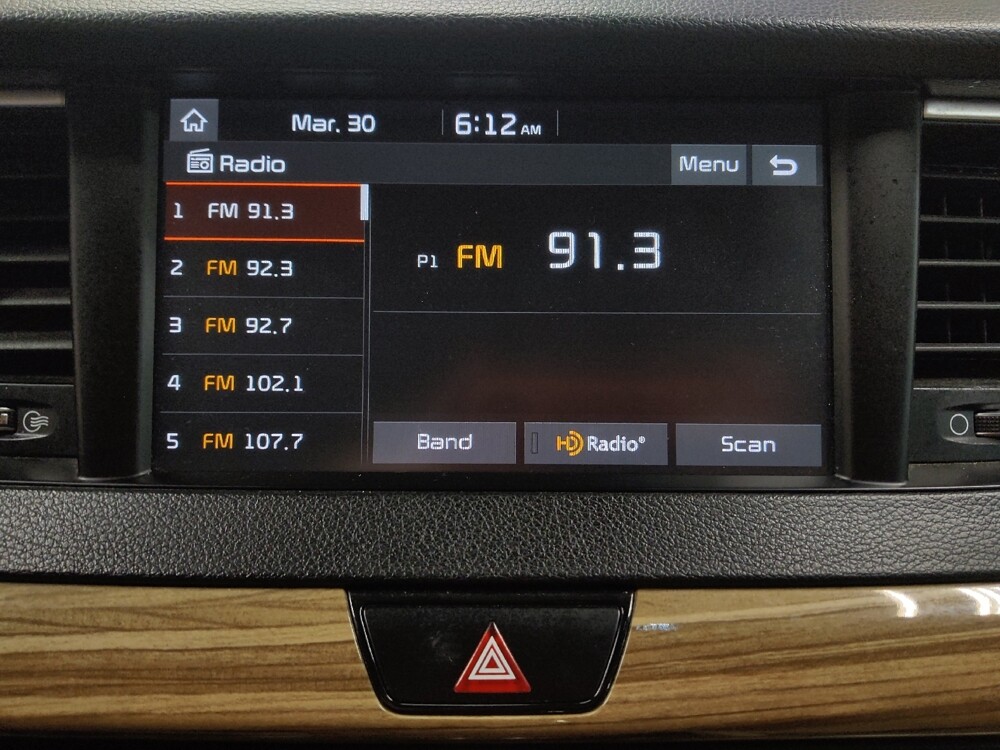 Mar. 30 6:12 AM
Radio Menu
1 FM 91.3
2 FM 92.3
3 FM 92.7
4 FM 102.1
5 FM 107.7
P1 FM 91.3
Band HD Radio® Scan